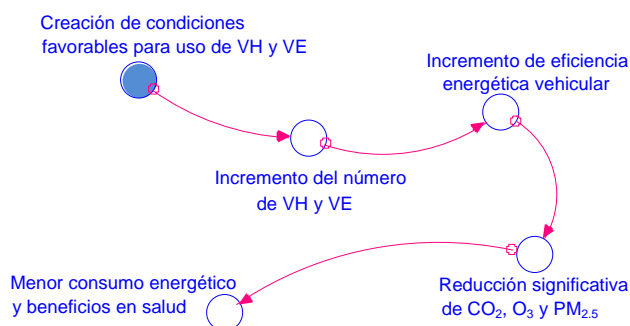 Creación de condiciones
favorables para uso de VH y VE
Incremento de eficiencia
energética vehicular
Incremento del número
de VH y VE
Menor consumo energético
y beneficios en salud
Reducción significativa
de CO₂, O₃ y PM₂.₅